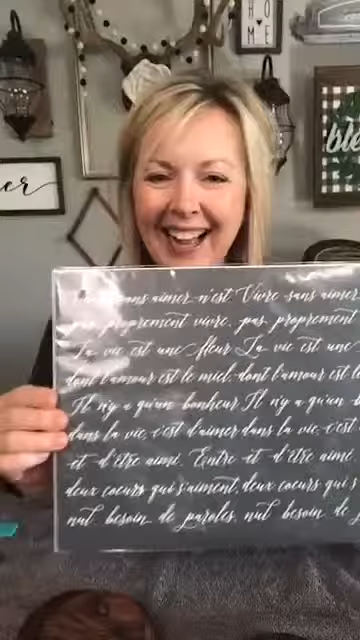 HOME
er
ble
sans aimer n'est Vivre sans aimer
pas proprement vivre. pas proprement
La vie est une fleur La vie est une
dont l'amour est le miel. dont l'amour est le
Il n'y a qu'un bonheur Il n'y a qu'un b
dans la vie, c'est d'aimer dans la vie, c'est
et d'être aimé. Entre et d'être aimé.
deux coeurs qui s'aiment, deux coeurs qui s
nul besoin de paroles. nul besoin de p